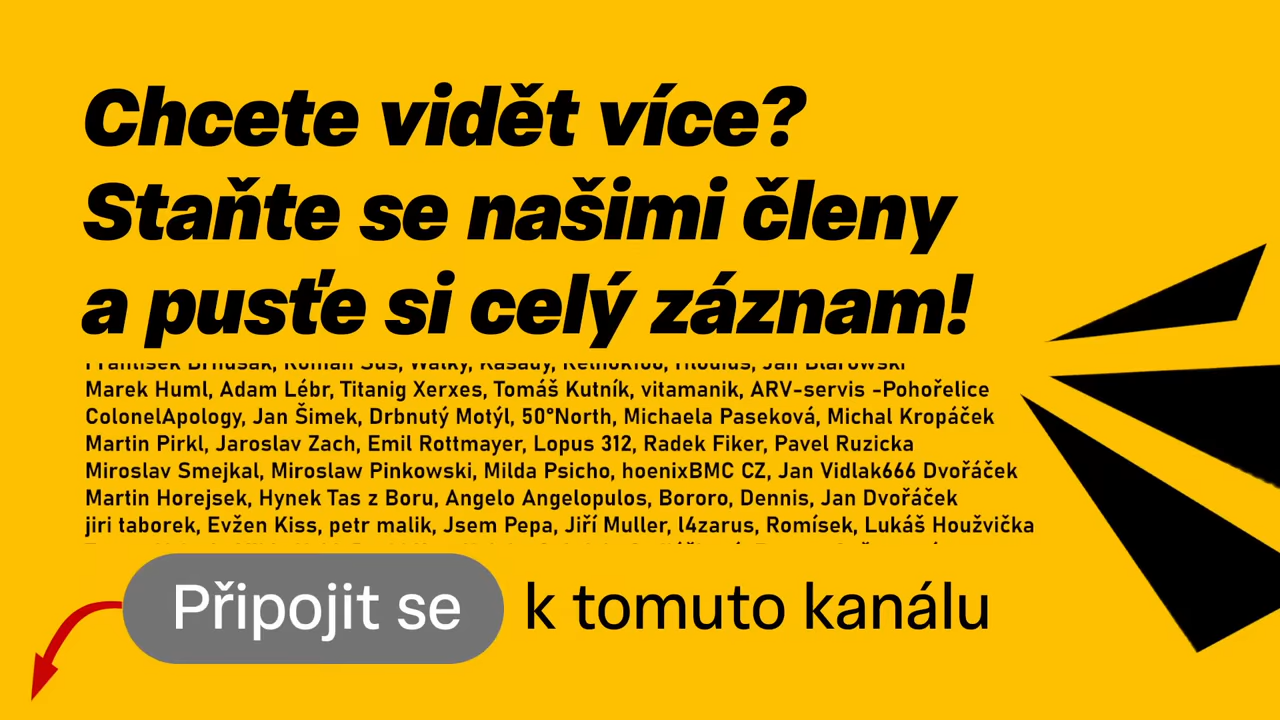 Chcete vidět více?
Staňte se našimi členy
a pusťe si celý záznam!
Marek Huml, Adam Lébr, Titanig Xerxes, Tomáš Kutník, vitamanik, ARV-servis -Pohořelice
ColonelApology, Jan Šimek, Drbnutý Motýl, 50°North, Michaela Paseková, Michal Kropáček
Martin Pirkl, Jaroslav Zach, Emil Rottmayer, Lopus 312, Radek Fiker, Pavel Ruzicka
Miroslav Smejkal, Miroslaw Pinkowski, Milda Psicho, hoenixBMC CZ, Jan Vidlak666 Dvořáček
Martin Horejsek, Hynek Tas z Boru, Angelo Angelopulos, Bororo, Dennis, Jan Dvořáček
jiri taborek, Evžen Kiss, petr malik, Jsem Pepa, Jiří Muller, l4zarus, Romísek, Lukáš Houžvička
Připojit se k tomuto kanálu